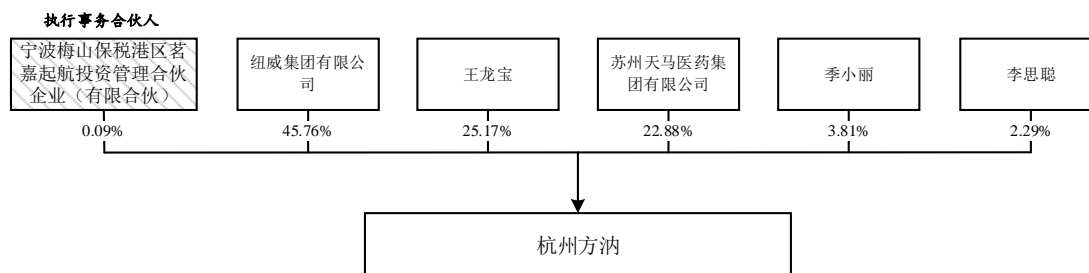 执行事务合伙人
宁波梅山保税港区茗
嘉起航投资管理合伙
企业（有限合伙）
纽威集团有限公
司
王龙宝
苏州天马医药集
团有限公司
季小丽
李思聪
0.09%
45.76%
25.17%
22.88%
3.81%
2.29%
杭州方汭